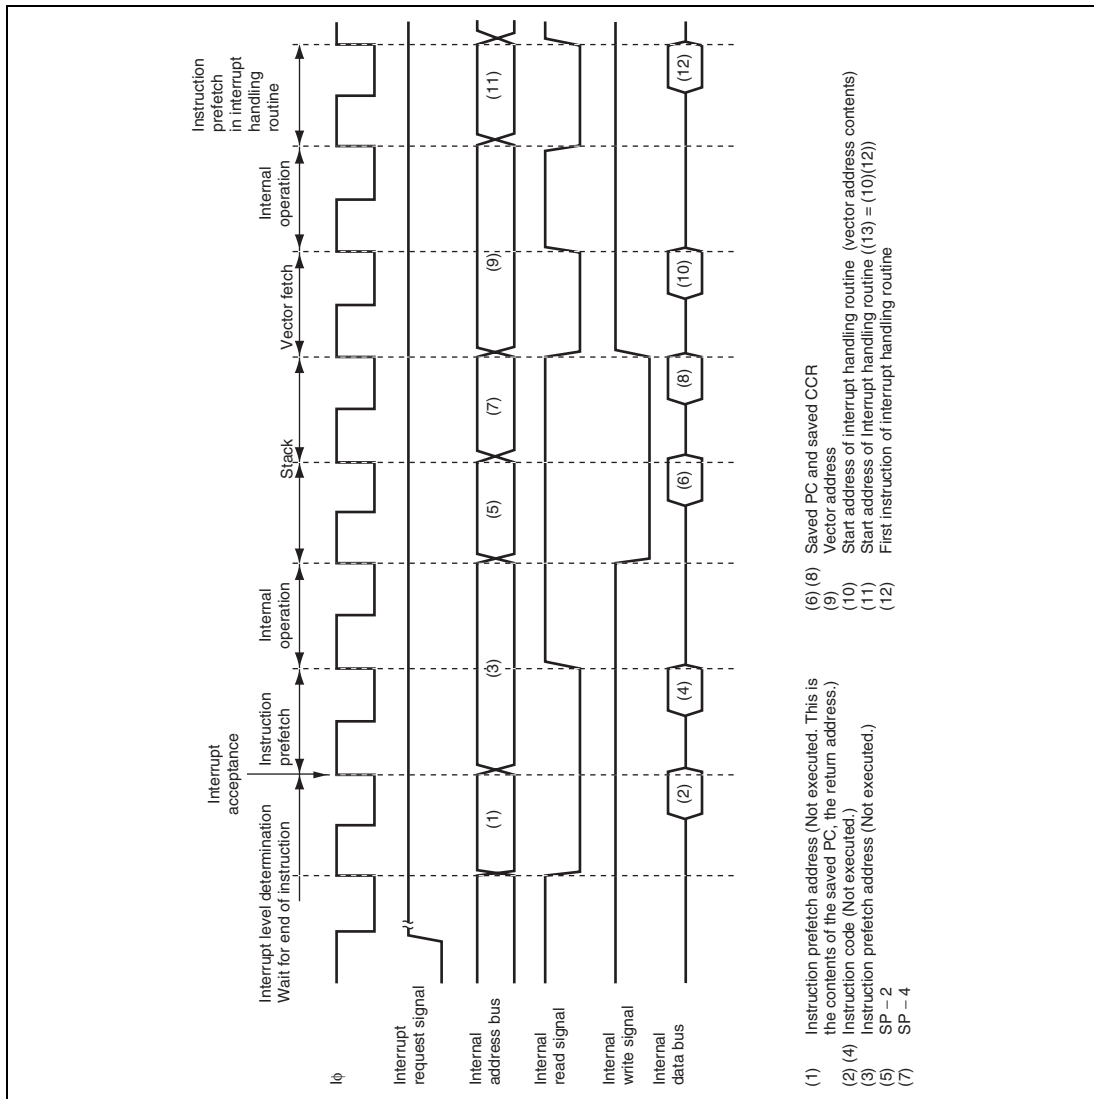 Interrupt level determination
Wait for end of instruction
Interrupt
acceptance
Instruction
prefetch
Internal
operation
Stack
Vector fetch
Internal
operation
Instruction
prefetch
in interrupt
handling
routine
Iϕ
Interrupt
request signal
Internal
address bus
(1)
(3)
(5)
(7)
(9)
(11)
Internal
read signal
Internal
write signal
Internal
data bus
(2)
(4)
(6)
(8)
(10)
(12)
(1) Instruction prefetch address (Not executed. This is
the contents of the saved PC, the return address.)
(2) (4) Instruction code (Not executed.)
(3) Instruction prefetch address (Not executed.)
(5) SP – 2
(7) SP – 4
(6) (8) Saved PC and saved CCR
(9) Vector address
(10) Start address of interrupt handling routine (vector address contents)
(11) Start address of Interrupt handling routine ((13) = (10)(12))
(12) First instruction of interrupt handling routine